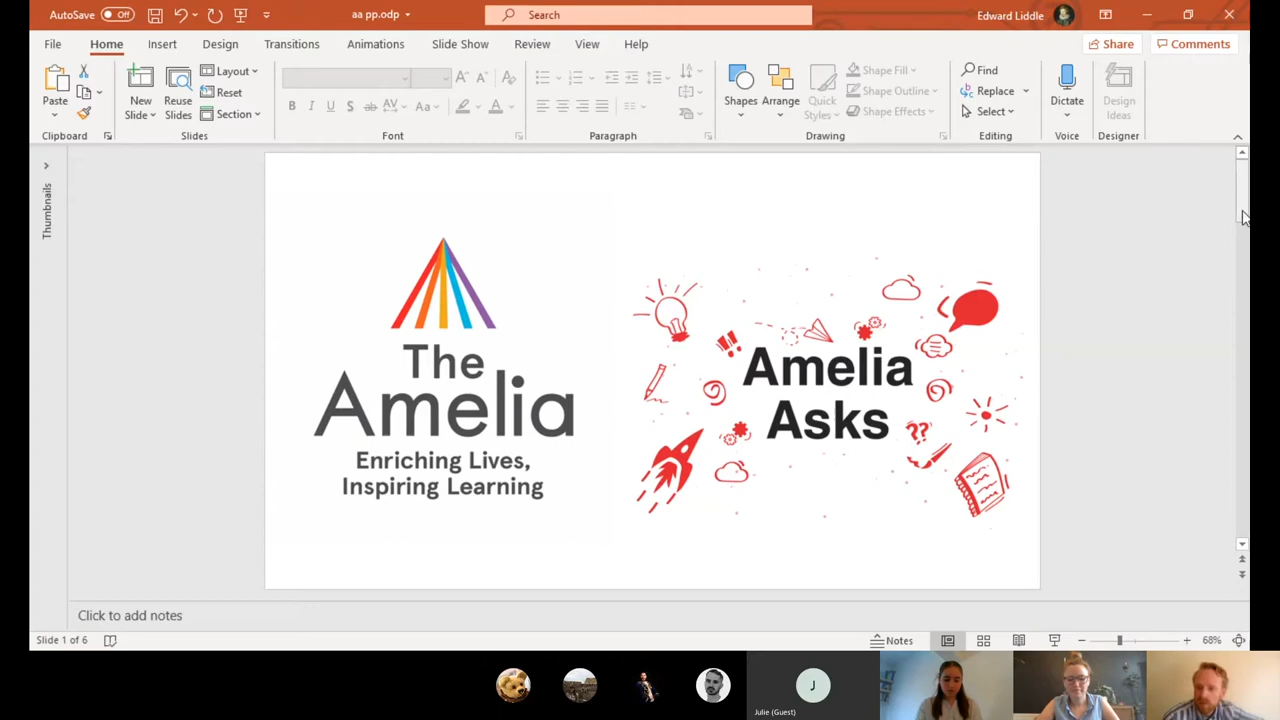 AutoSave Off aa pp.odp Search Edward Liddle
File Home Insert Design Transitions Animations Slide Show Review View Help Share Comments
Paste New Slide Reuse Slides Layout Reset Section Shapes Arrange Quick Styles Shape Fill Shape Outline Shape Effects Find Replace Select Dictate Design Ideas
Clipboard Slides Font Paragraph Drawing Editing Voice Designer
Thumbnails
The
Amelia
Enriching Lives,
Inspiring Learning
Amelia
Asks
??
Click to add notes
Slide 1 of 6 Notes 68%
J
Julie (Guest)